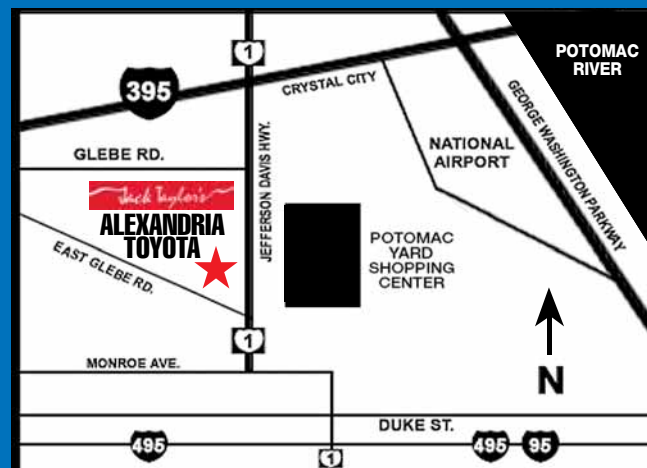 1
POTOMAC
RIVER
395
CRYSTAL CITY
GEORGE WASHINGTON PARKWAY
GLEBE RD.
NATIONAL
AIRPORT
JEFFERSON DAVIS HWY.
Jack Taylor's
ALEXANDRIA
TOYOTA
EAST GLEBE RD.
POTOMAC
YARD
SHOPPING
CENTER
1
MONROE AVE.
N
DUKE ST.
495
1
495
95